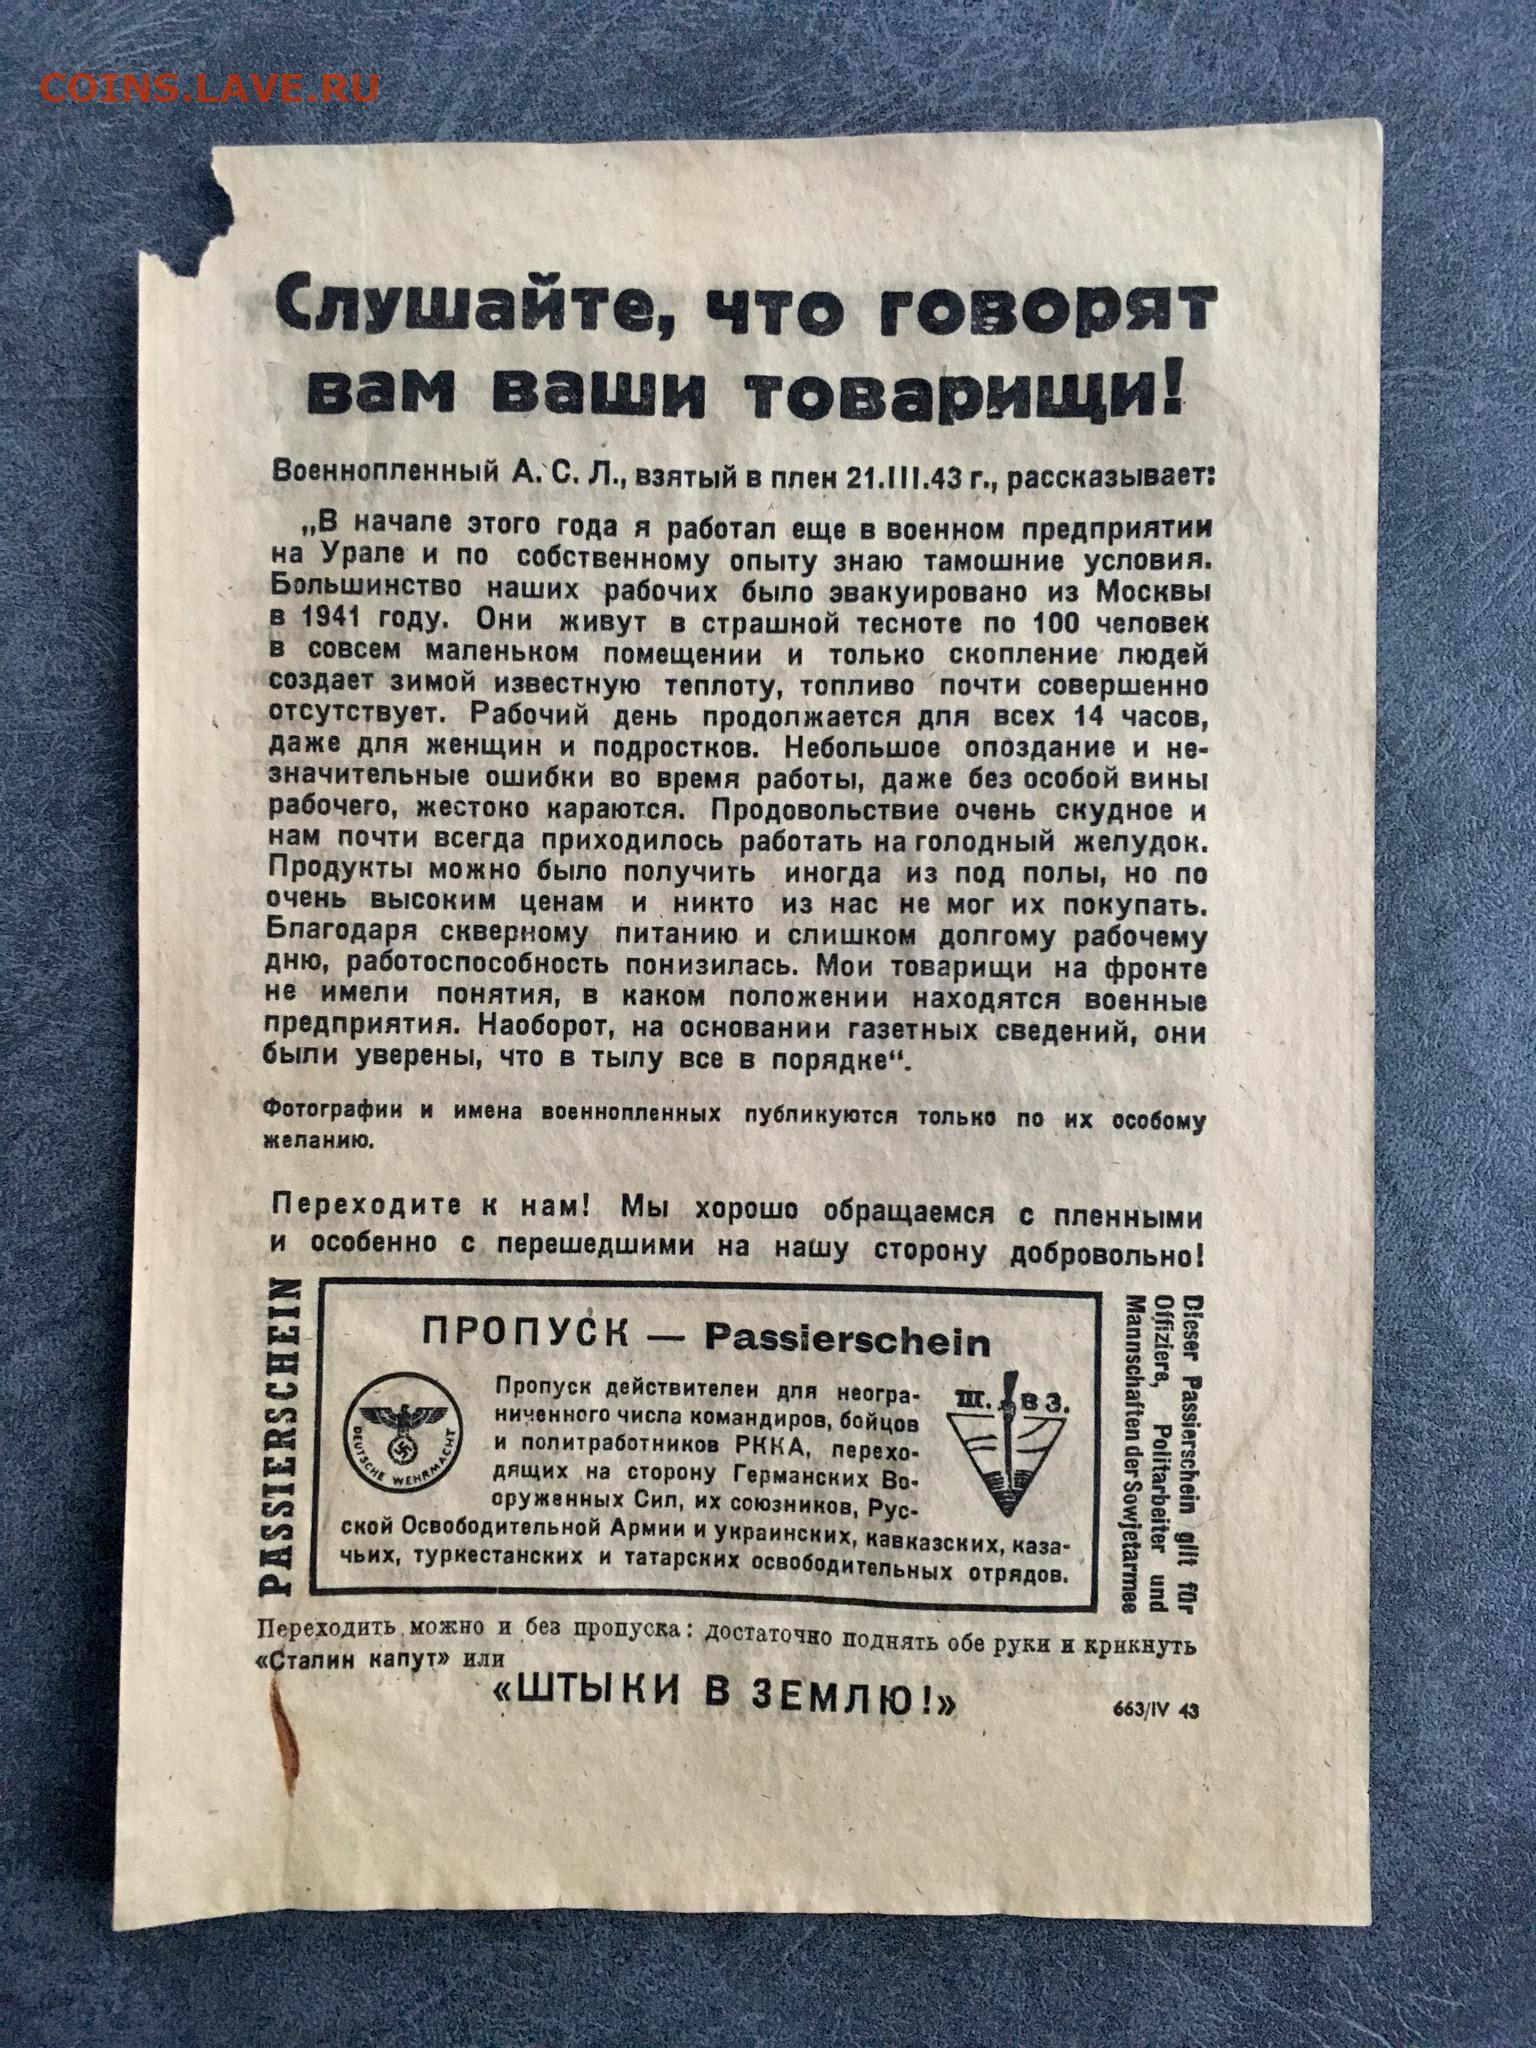 COINS.LAVE.RU
Слушайте, что говорят
вам ваши товарищи!
Военнопленный А. С. Л., взятый в плен 21.III.43 г., рассказывает:
„В начале этого года я работал еще в военном предприятии
на Урале и по собственному опыту знаю тамошние условия.
Большинство наших рабочих было эвакуировано из Москвы
в 1941 году. Они живут в страшной тесноте по 100 человек
в совсем маленьком помещении и только скопление людей
создает зимой известную теплоту, топливо почти совершенно
отсутствует. Рабочий день продолжается для всех 14 часов,
даже для женщин и подростков. Небольшое опоздание и не-
значительные ошибки во время работы, даже без особой вины
рабочего, жестоко караются. Продовольствие очень скудное и
нам почти всегда приходилось работать на голодный желудок.
Продукты можно было получить иногда из под полы, но по
очень высоким ценам и никто из нас не мог их покупать.
Благодаря скверному питанию и слишком долгому рабочему
дню, работоспособность понизилась. Мои товарищи на фронте
не имели понятия, в каком положении находятся военные
предприятия. Наоборот, на основании газетных сведений, они
были уверены, что в тылу все в порядке“.
Фотографии и имена военнопленных публикуются только по их особому
желанию.
Переходите к нам! Мы хорошо обращаемся с пленными
и особенно с перешедшими на нашу сторону добровольно!
PASSIERSCHEIN
ПРОПУСК — Passierschein
DEUTSCHE WEHRMACHT
Пропуск действителен для неогра-
ниченного числа командиров, бойцов
и политработников РККА, перехо-
дящих на сторону Германских Во-
оруженных Сил, их союзников, Рус-
ской Освободительной Армии и украинских, кавказских, каза-
чьих, туркестанских и татарских освободительных отрядов.
Ш. В З.
Dieser Passierschein gilt für
Offiziere, Politarbeiter und
Mannschaften der Sowjetarmee
Переходить можно и без пропуска: достаточно поднять обе руки и крикнуть
«Сталин капут» или
«ШТЫКИ В ЗЕМЛЮ!»
663/IV 43